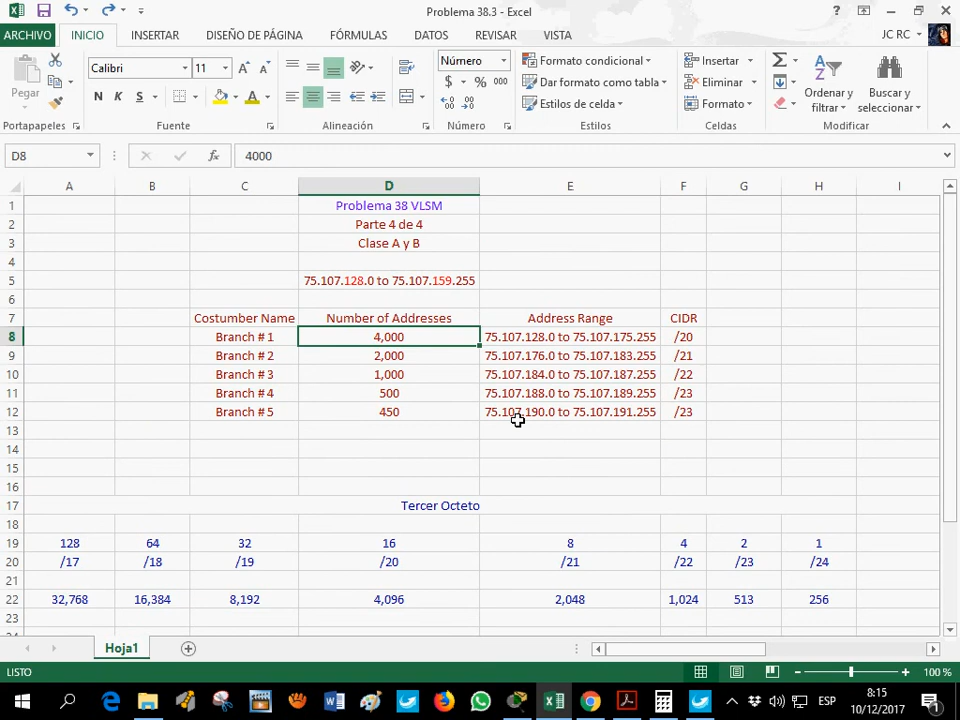 Problema 38.3 - Excel
ARCHIVO INICIO INSERTAR DISEÑO DE PÁGINA FÓRMULAS DATOS REVISAR VISTA JC RC
Pegar
Calibri 11
N K S
Número
$ % 000
Formato condicional
Dar formato como tabla
Estilos de celda
Insertar
Eliminar
Formato
Ordenar y filtrar
Buscar y seleccionar
Portapapeles Fuente Alineación Número Estilos Celdas Modificar
D8 fx 4000
A B C D E F G H I
1 Problema 38 VLSM
2 Parte 4 de 4
3 Clase A y B
4
5 75.107.128.0 to 75.107.159.255
6
7 Costumber Name Number of Addresses Address Range CIDR
8 Branch # 1 4,000 75.107.128.0 to 75.107.175.255 /20
9 Branch # 2 2,000 75.107.176.0 to 75.107.183.255 /21
10 Branch # 3 1,000 75.107.184.0 to 75.107.187.255 /22
11 Branch # 4 500 75.107.188.0 to 75.107.189.255 /23
12 Branch # 5 450 75.107.190.0 to 75.107.191.255 /23
13
14
15
16
17 Tercer Octeto
18
19 128 64 32 16 8 4 2 1
20 /17 /18 /19 /20 /21 /22 /23 /24
21
22 32,768 16,384 8,192 4,096 2,048 1,024 513 256
23
Hoja1
LISTO 100 %
ESP 8:15
10/12/2017